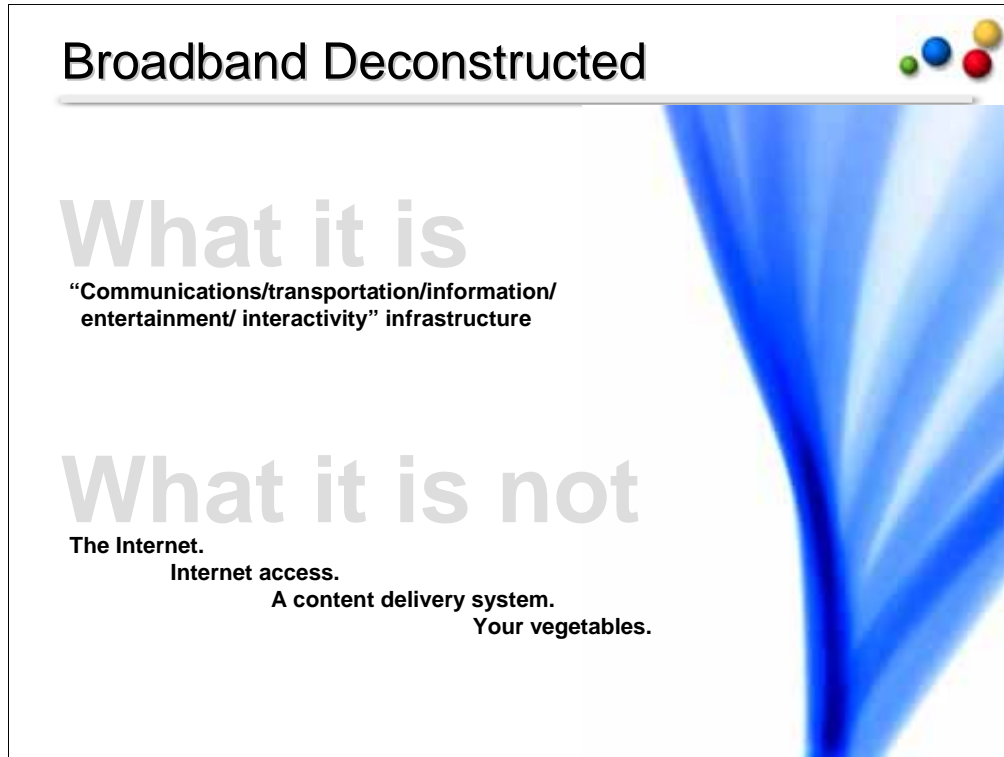 Broadband Deconstructed
What it is
“Communications/transportation/information/
entertainment/ interactivity” infrastructure
What it is not
The Internet.
Internet access.
A content delivery system.
Your vegetables.